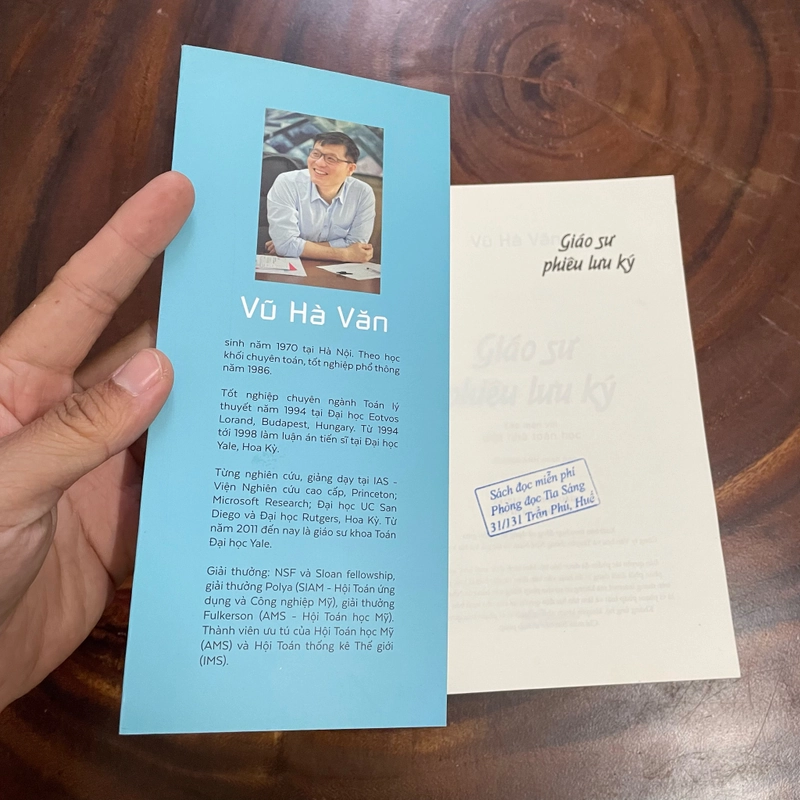 Vũ Hà Văn
sinh năm 1970 tại Hà Nội. Theo học
khối chuyên toán, tốt nghiệp phổ thông
năm 1986.
Tốt nghiệp chuyên ngành Toán lý
thuyết năm 1994 tại Đại học Eotvos
Lorand, Budapest, Hungary. Từ 1994
tới 1998 làm luận án tiến sĩ tại Đại học
Yale, Hoa Kỳ.
Từng nghiên cứu, giảng dạy tại IAS -
Viện Nghiên cứu cao cấp, Princeton;
Microsoft Research; Đại học UC San
Diego và Đại học Rutgers, Hoa Kỳ. Từ
năm 2011 đến nay là giáo sư khoa Toán
Đại học Yale.
Giải thưởng: NSF và Sloan fellowship,
giải thưởng Polya (SIAM - Hội Toán ứng
dụng và Công nghiệp Mỹ), giải thưởng
Fulkerson (AMS - Hội Toán học Mỹ).
Thành viên ưu tú của Hội Toán học Mỹ
(AMS) và Hội Toán thống kê Thế giới
(IMS).
Vũ Hà Văn
Giáo sư
phiêu lưu ký
Giáo sư
phiêu lưu ký
Sách đọc miễn phí
Phòng đọc Tia Sáng
31/131 Trần Phú, Huế